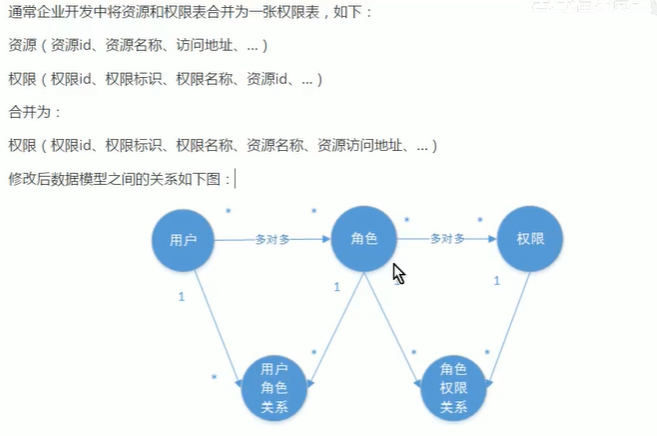 通常企业开发中将资源和权限表合并为一张权限表，如下：
资源（资源id、资源名称、访问地址、...）
权限（权限id、权限标识、权限名称、资源id、...）
合并为：
权限（权限id、权限标识、权限名称、资源名称、资源访问地址、...）
修改后数据模型之间的关系如下图：
* * * *
用户 多对多 角色 多对多 权限
1 1 1 1
* * * *
用户
角色
关系
角色
权限
关系